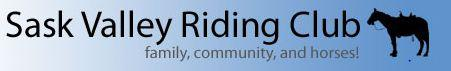 Sask Valley Riding Club
family, community, and horses!